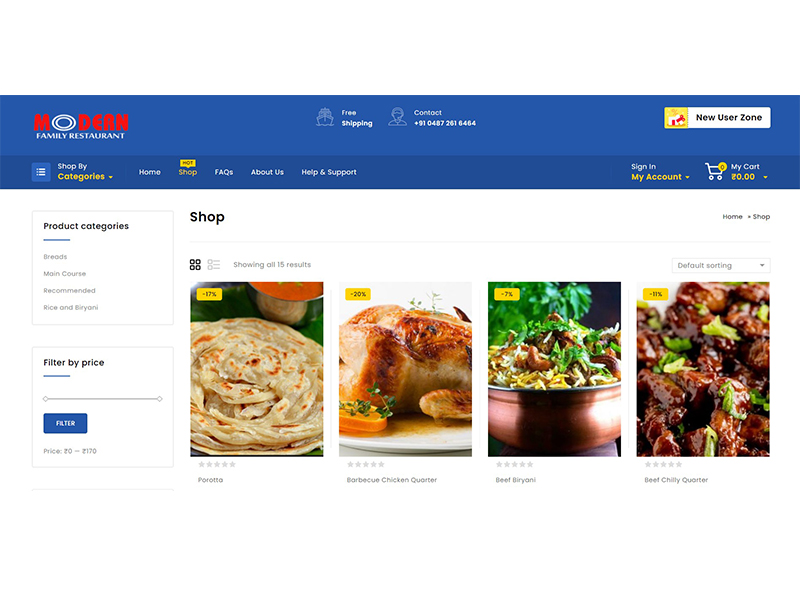 MODERN
FAMILY RESTAURANT
Free
Shipping
Contact
+91 0487 261 6464
New User Zone
Shop By
Categories
Home
HOT
Shop
FAQs
About Us
Help & Support
Sign In
My Account
0
My Cart
₹0.00
Product categories
Breads
Main Course
Recommended
Rice and Biryani
Filter by price
FILTER
Price: ₹0 — ₹170
Shop
Home » Shop
Showing all 15 results
Default sorting
-17%
-20%
-7%
-11%
Porotta
Barbecue Chicken Quarter
Beef Biryani
Beef Chilly Quarter